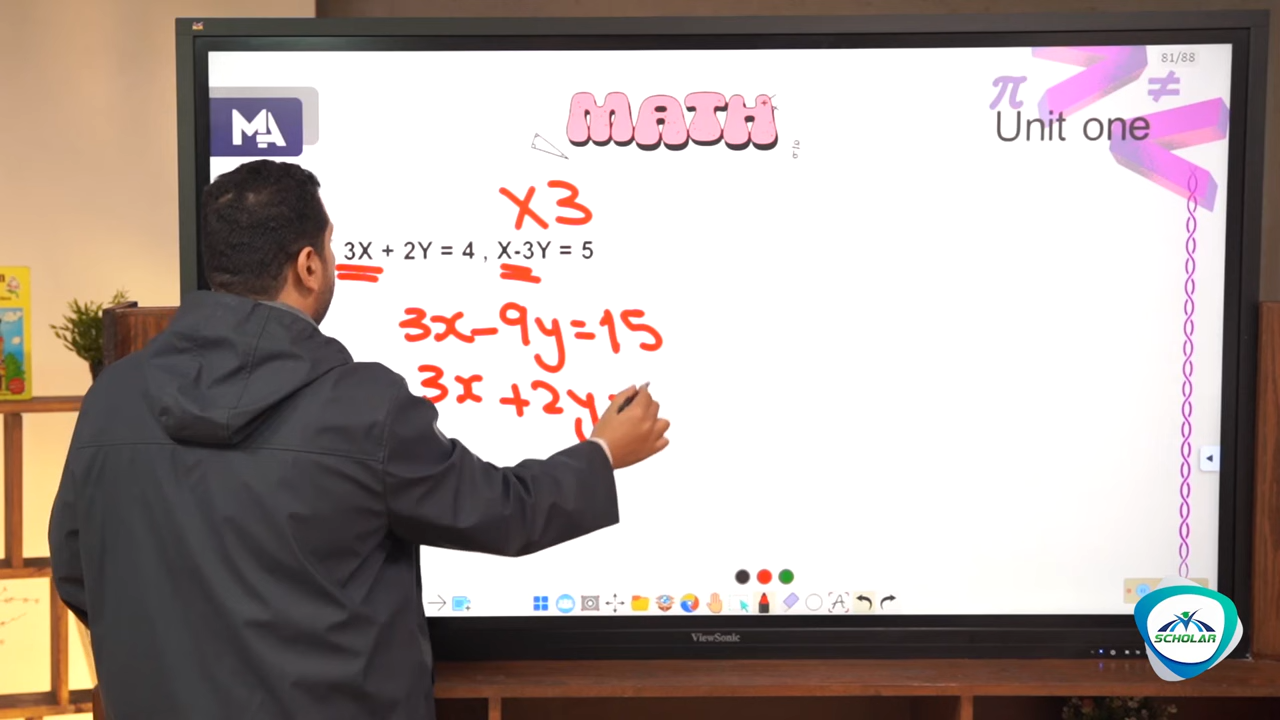 81/88
MATH
π ≠
Unit one
MA
X3
3X + 2Y = 4 , X-3Y = 5
3x-9y=15
3x +2y
ViewSonic
SCHOLAR